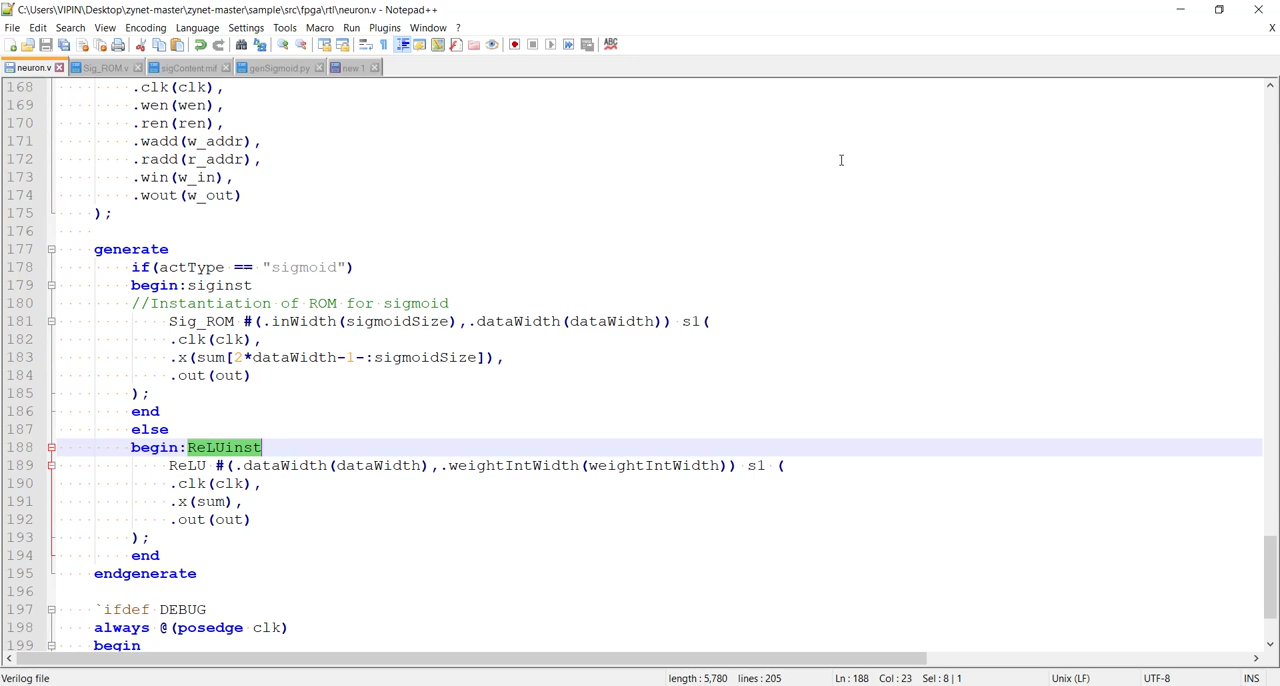 C:\Users\VIPIN\Desktop\zynet-master\zynet-master\sample\src\fpga\rtl\neuron.v - Notepad++
File Edit Search View Encoding Language Settings Tools Macro Run Plugins Window ? X
neuron.v Sig_ROM.v sigContent.mif genSigmoid.py new 1
168 .clk(clk),
169 .wen(wen),
170 .ren(ren),
171 .wadd(w_addr),
172 .radd(r_addr),
173 .win(w_in),
174 .wout(w_out)
175 );
176
177 generate
178 if(actType == "sigmoid")
179 begin:siginst
180 //Instantiation of ROM for sigmoid
181 Sig_ROM #(.inWidth(sigmoidSize),.dataWidth(dataWidth)) s1(
182 .clk(clk),
183 .x(sum[2*dataWidth-1-:sigmoidSize]),
184 .out(out)
185 );
186 end
187 else
188 begin:ReLUinst
189 ReLU #(.dataWidth(dataWidth),.weightIntWidth(weightIntWidth)) s1 (
190 .clk(clk),
191 .x(sum),
192 .out(out)
193 );
194 end
195 endgenerate
196
197 `ifdef DEBUG
198 always @(posedge clk)
199 begin
Verilog file length : 5,780 lines : 205 Ln : 188 Col : 23 Sel : 8 | 1 Unix (LF) UTF-8 INS